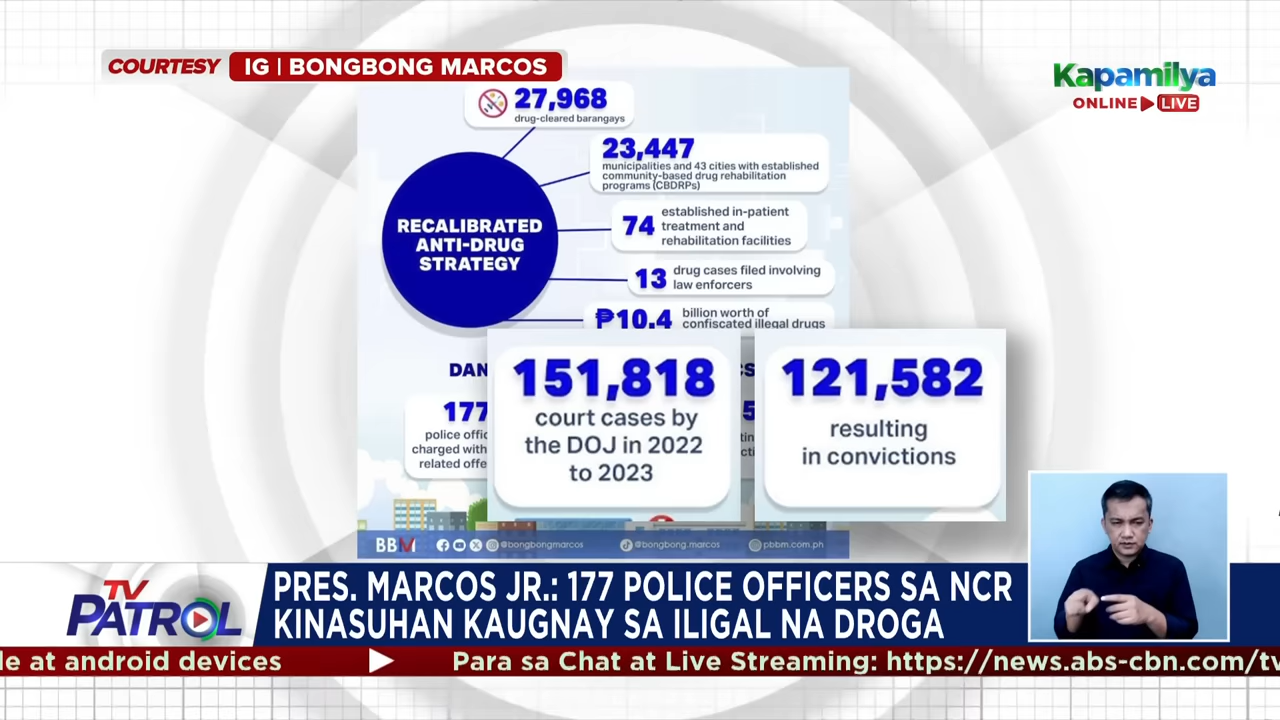 COURTESY IG | BONGBONG MARCOS
Kapamilya
ONLINE LIVE
27,968
drug-cleared barangays
23,447
municipalities and 43 cities with established
community-based drug rehabilitation
programs (CBDRPs)
RECALIBRATED
ANTI-DRUG
STRATEGY
74
established in-patient
treatment and
rehabilitation facilities
13
drug cases filed involving
law enforcers
₱10.4
billion worth of
confiscated illegal drugs
DAN
177
police offic
charged with
related offe
151,818
court cases by
the DOJ in 2022
to 2023
121,582
resulting
in convictions
BBM @bongbongmarcos @bongbong.marcos pbbm.com.ph
TV
PATROL
PRES. MARCOS JR.: 177 POLICE OFFICERS SA NCR
KINASUHAN KAUGNAY SA ILIGAL NA DROGA
le at android devices Para sa Chat at Live Streaming: https://news.abs-cbn.com/tv